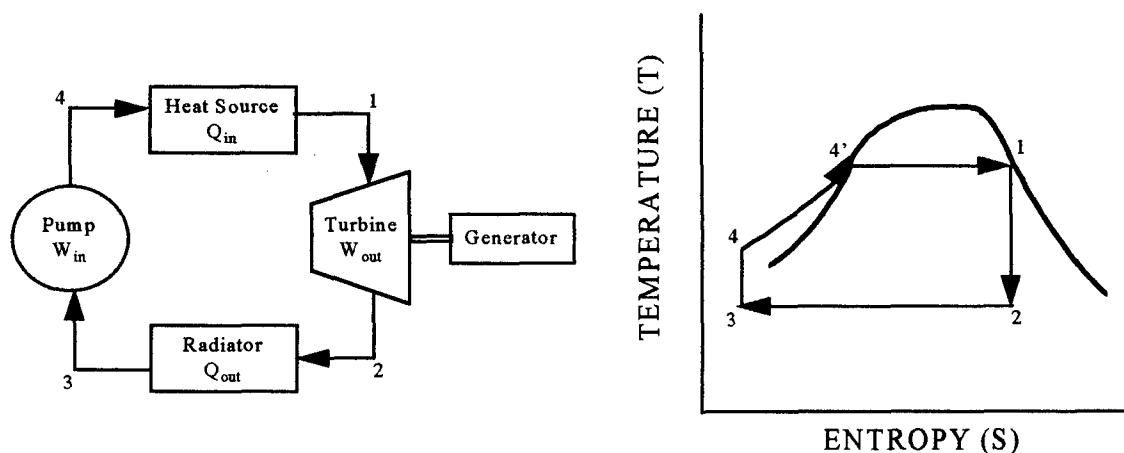 4
Heat Source
Q_in
1
Pump
W_in
Turbine
W_out
Generator
3
Radiator
Q_out
2
TEMPERATURE (T)
4'
1
4
3
2
ENTROPY (S)